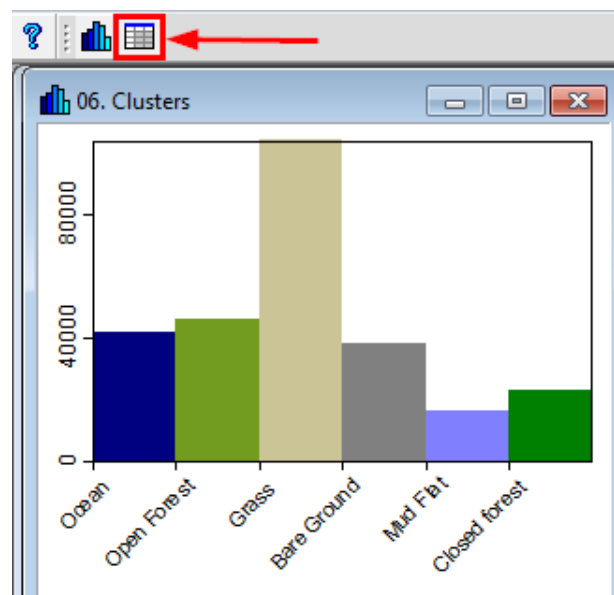 ?
06. Clusters
80000
40000
0
Ocean
Open Forest
Grass
Bare Ground
Mud Flat
Closed forest